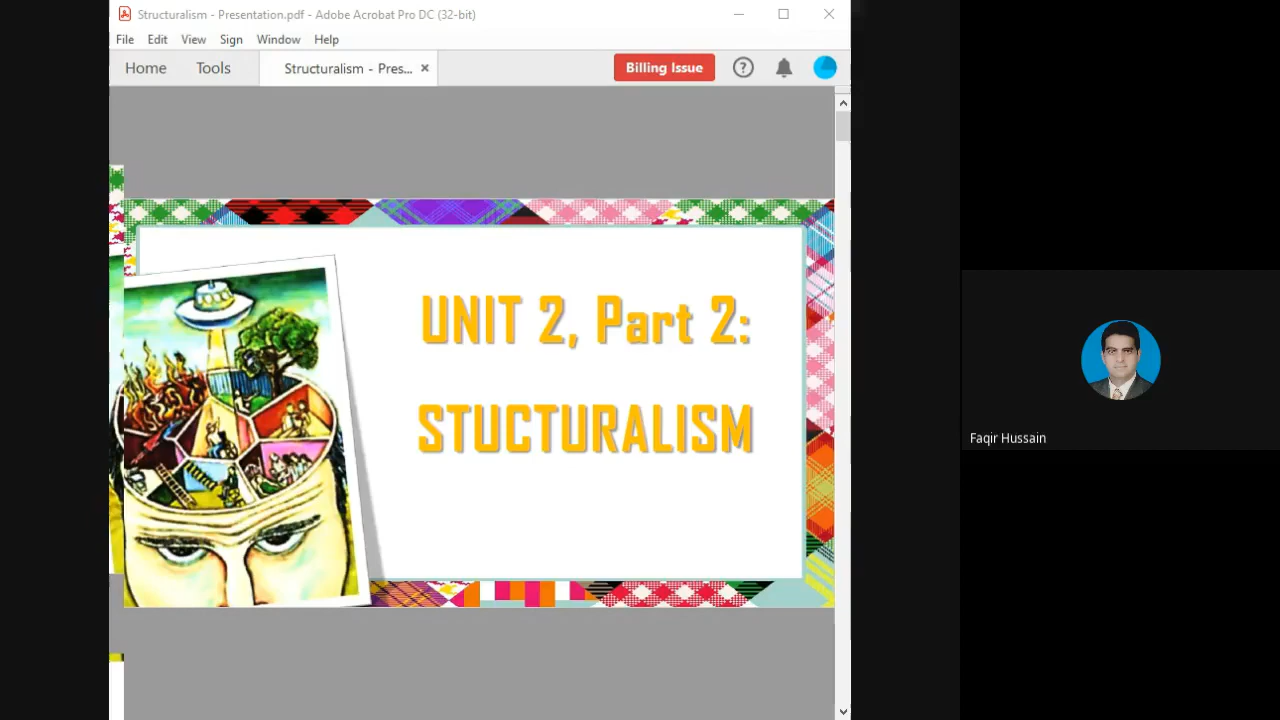 Structuralism - Presentation.pdf - Adobe Acrobat Pro DC (32-bit)
File Edit View Sign Window Help
Home Tools Structuralism - Pres... × Billing Issue ?
UNIT 2, Part 2:
STUCTURALISM
Faqir Hussain